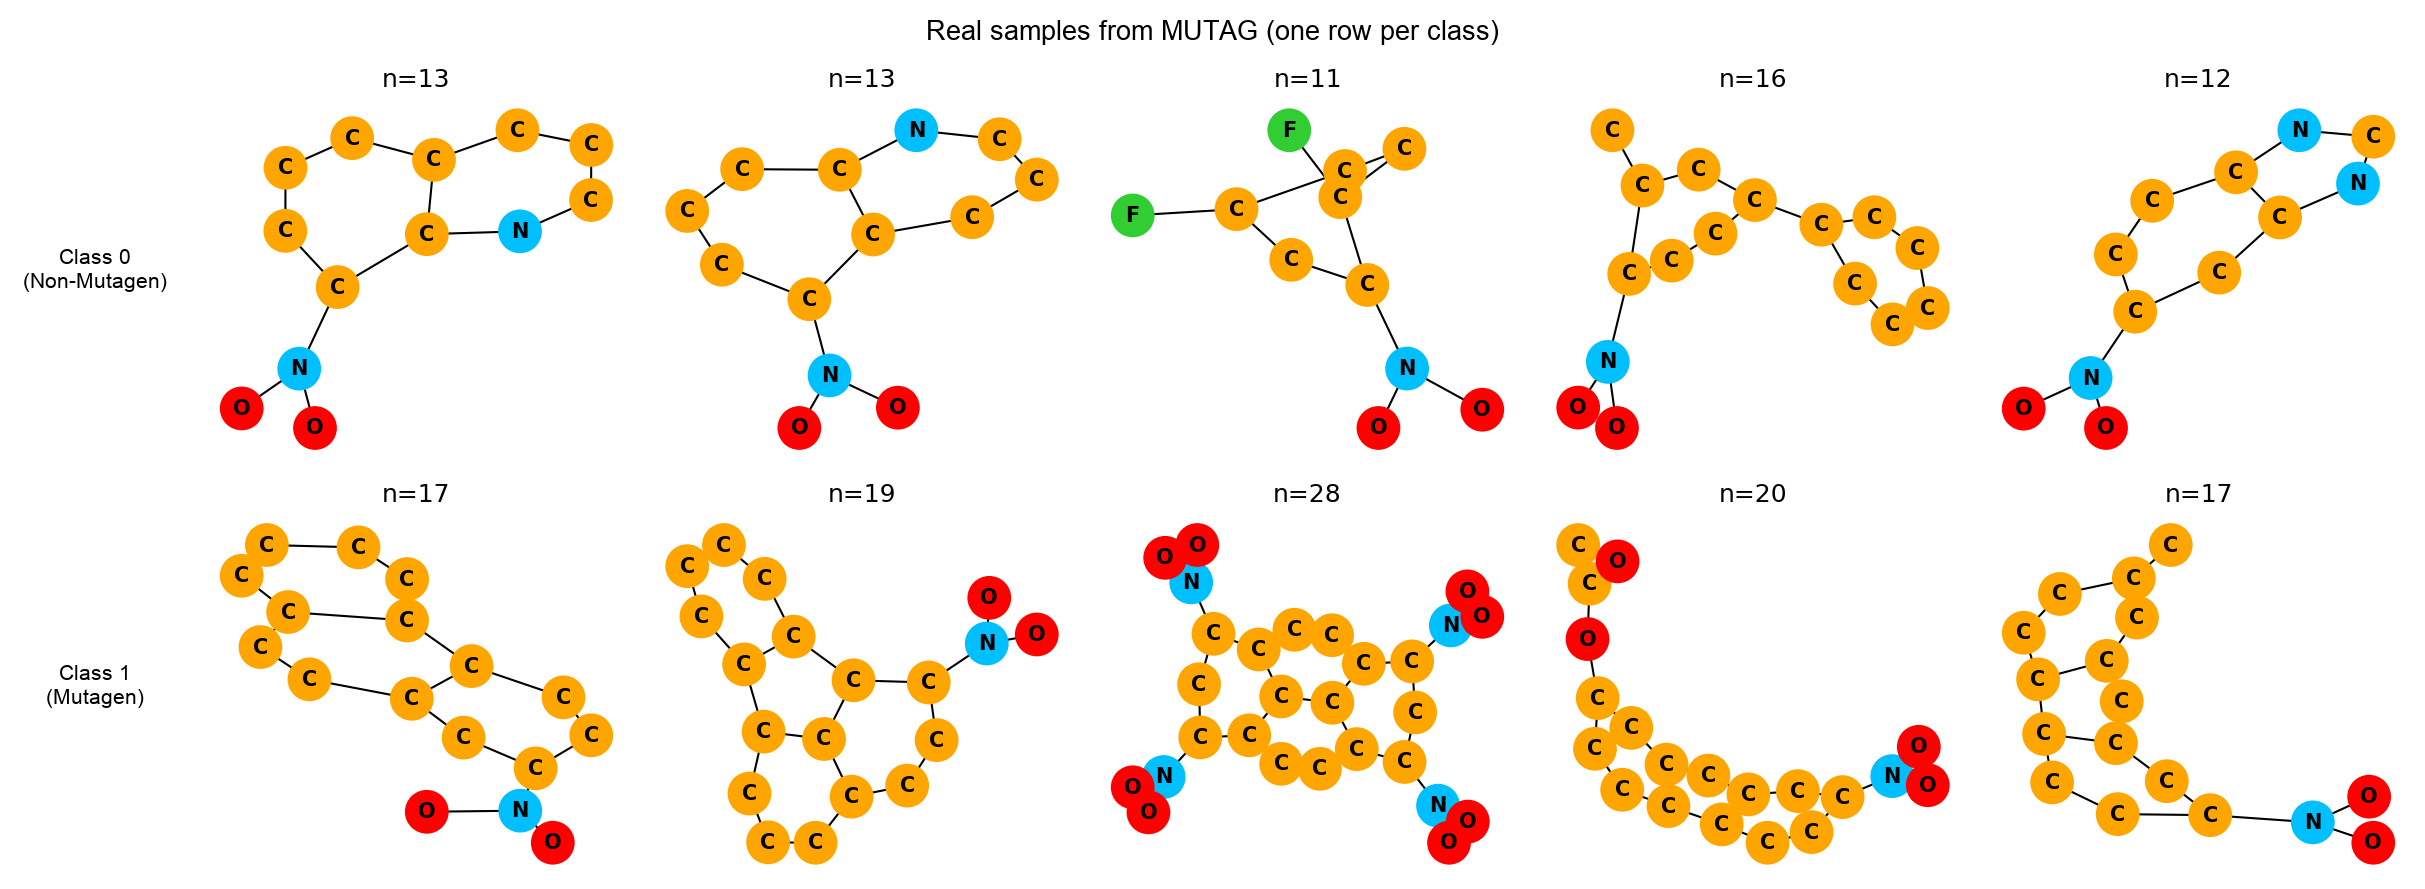 Real samples from MUTAG (one row per class)
n=13
n=13
n=11
n=16
n=12
Class 0
(Non-Mutagen)
C C C C C C C N C C N O O
N C C C C C C C C C N O O
F C C C C F C C N O O
C C C C C C C C C C C C C N O O
N C C N C C C C C N O O
n=17
n=19
n=28
n=20
n=17
Class 1
(Mutagen)
C C C C C C C C C C C C C C N O O
C C C O C O C N C C C C C C C C C C C
O O N O O N C C C C C C C C C C C C C C C C N O N O O O
C O C O C C O C C C N O C C C C C C C C
C C C C C C C C C C C C O C C N O